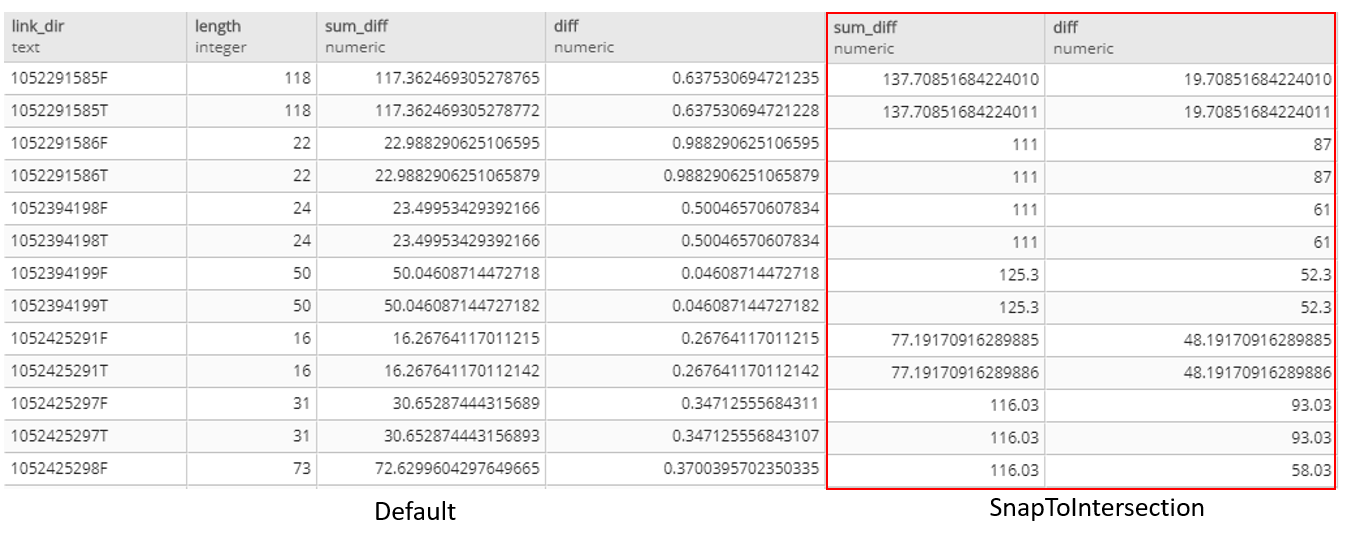 link_dir length sum_diff diff sum_diff diff
text integer numeric numeric numeric numeric
1052291585F 118 117.362469305278765 0.637530694721235 137.70851684224010 19.70851684224010
1052291585T 118 117.362469305278772 0.637530694721228 137.70851684224011 19.70851684224011
1052291586F 22 22.988290625106595 0.988290625106595 111 87
1052291586T 22 22.9882906251065879 0.9882906251065879 111 87
1052394198F 24 23.49953429392166 0.50046570607834 111 61
1052394198T 24 23.49953429392166 0.50046570607834 111 61
1052394199F 50 50.04608714472718 0.04608714472718 125.3 52.3
1052394199T 50 50.046087144727182 0.046087144727182 125.3 52.3
1052425291F 16 16.26764117011215 0.26764117011215 77.19170916289885 48.19170916289885
1052425291T 16 16.267641170112142 0.267641170112142 77.19170916289886 48.19170916289886
1052425297F 31 30.65287444315689 0.34712555684311 116.03 93.03
1052425297T 31 30.652874443156893 0.347125556843107 116.03 93.03
1052425298F 73 72.6299604297649665 0.3700395702350335 116.03 58.03
Default SnapToIntersection